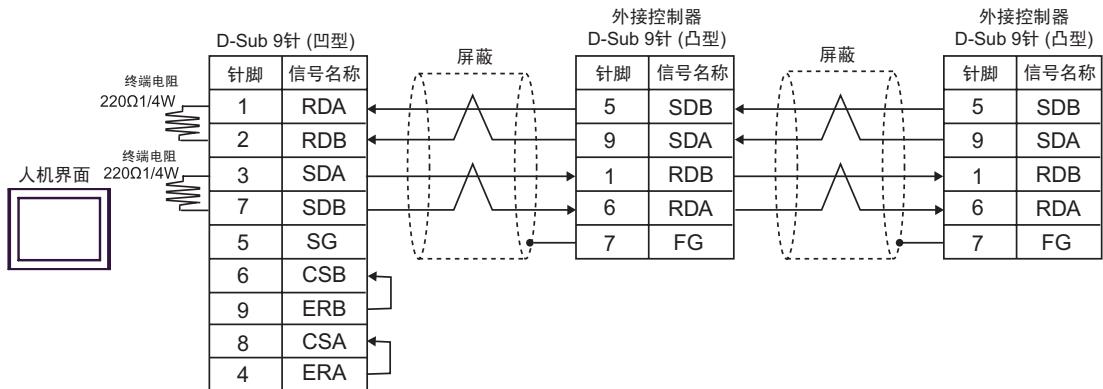 外接控制器
外接控制器
D-Sub 9针 (凹型)
D-Sub 9针 (凸型)
D-Sub 9针 (凸型)
屏蔽
屏蔽
针脚 信号名称
针脚 信号名称
针脚 信号名称
终端电阻
220Ω1/4W
1 RDA
5 SDB
5 SDB
2 RDB
9 SDA
9 SDA
终端电阻
人机界面
220Ω1/4W
3 SDA
1 RDB
1 RDB
7 SDB
6 RDA
6 RDA
5 SG
7 FG
7 FG
6 CSB
9 ERB
8 CSA
4 ERA